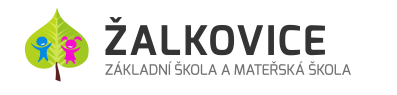 ŽALKOVICE
ZÁKLADNÍ ŠKOLA A MATEŘSKÁ ŠKOLA